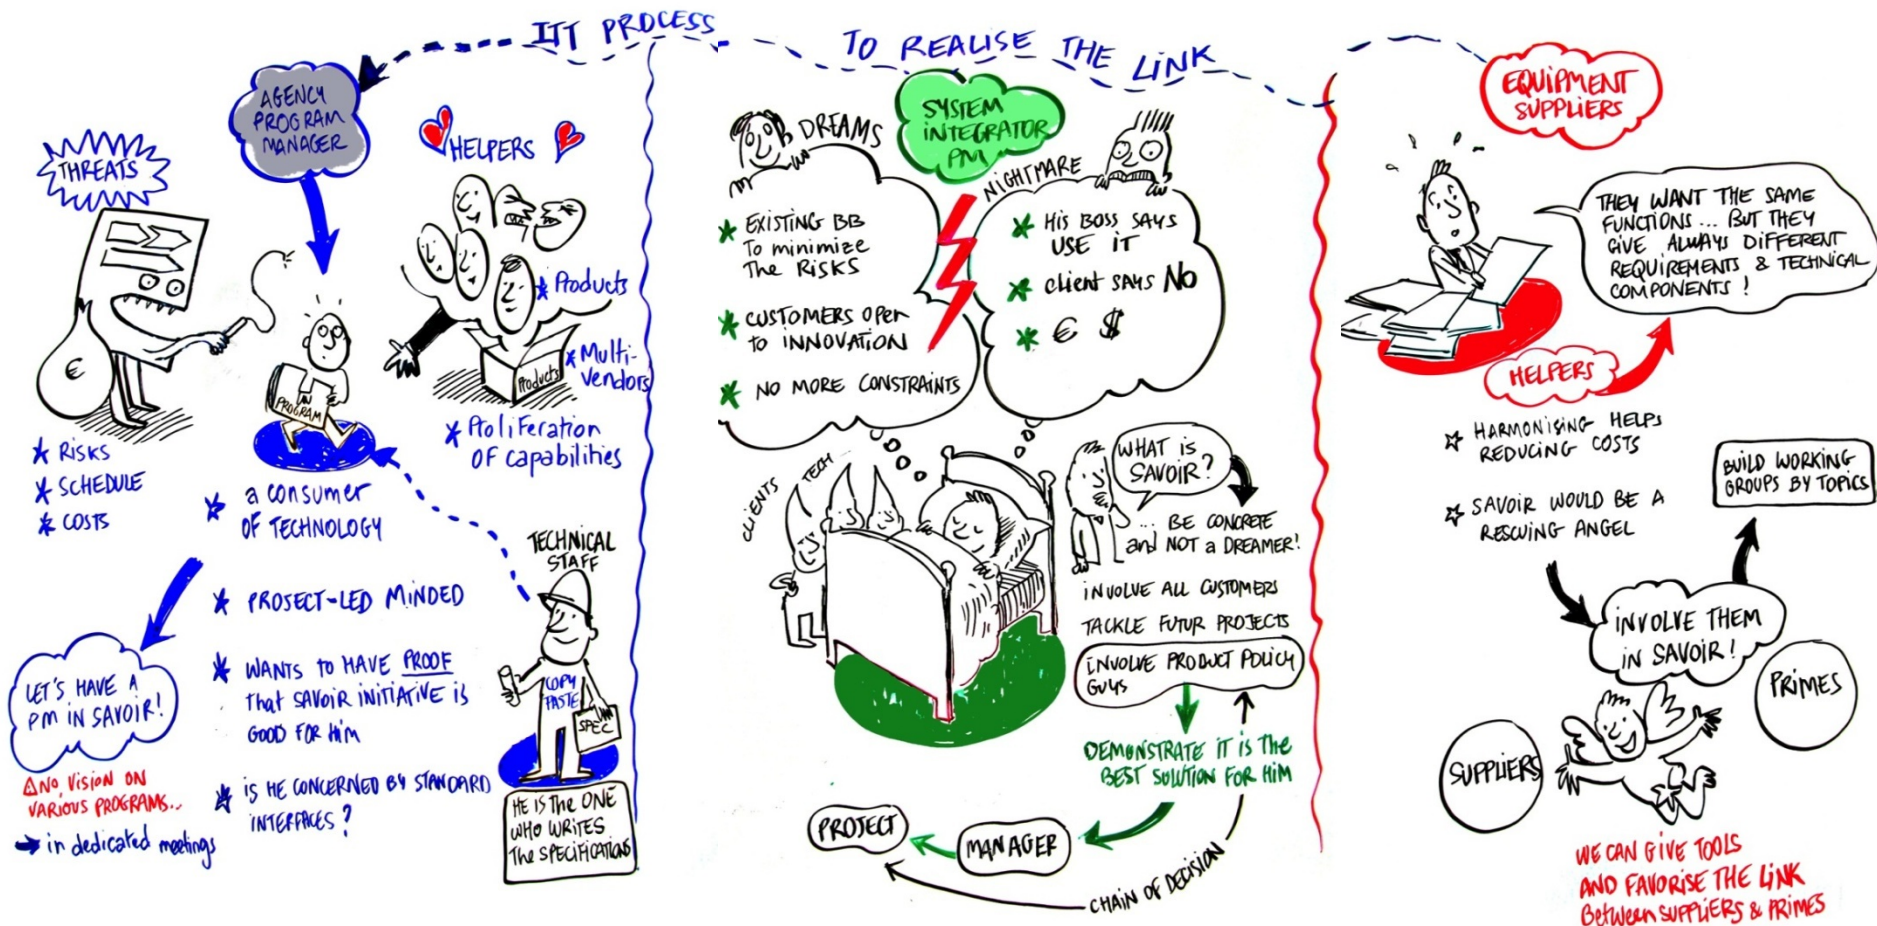 ITT PROCESS
TO REALISE THE LINK
AGENCY
PROGRAM
MANAGER
THREATS
HELPERS
€
PROGRAM
* Products
Products
* Multi-
vendors
* Proliferation
OF capabilities
* RISKS
* SCHEDULE
* COSTS
* a consumer
OF TECHNOLOGY
* PROJECT-LED MINDED
* WANTS TO HAVE PROOF
that SAVOIR INITIATIVE is
GOOD FOR HIM
* IS HE CONCERNED BY STANDARD
INTERFACES?
LET'S HAVE A
PM IN SAVOIR!
⚠ NO VISION ON
VARIOUS PROGRAMS...
→ in dedicated meetings
TECHNICAL
STAFF
COPY
PASTE
SPEC
HE IS THE ONE
WHO WRITES
The SPECIFICATIONS
SYSTEM
INTEGRATOR
PM
DREAMS
* EXISTING BB
To minimize
The RISKS
* CUSTOMERS OPEN
to INNOVATION
* NO MORE CONSTRAINTS
NIGHTMARE
* HIS BOSS SAYS
USE IT
* client SAYS NO
* € $
CLIENTS
TECH...
WHAT IS
SAVOIR?
... BE CONCRETE
and NOT a DREAMER!
INVOLVE ALL CUSTOMERS
TACKLE FUTUR PROJECTS
INVOLVE PRODUCT POLICY
GUYS
DEMONSTRATE IT IS THE
BEST SOLUTION FOR HIM
MANAGER
PROJECT
CHAIN OF DECISION
EQUIPMENT
SUPPLIERS
THEY WANT THE SAME
FUNCTIONS... BUT THEY
GIVE ALWAYS DIFFERENT
REQUIREMENTS & TECHNICAL
COMPONENTS!
HELPERS
☆ HARMONISING HELPS
REDUCING COSTS
☆ SAVOIR WOULD BE A
RESCUING ANGEL
INVOLVE THEM
IN SAVOIR!
BUILD WORKING
GROUPS BY TOPICS
SUPPLIERS
PRIMES
WE CAN GIVE TOOLS
AND FAVORISE THE LINK
Between SUPPLIERS & PRIMES